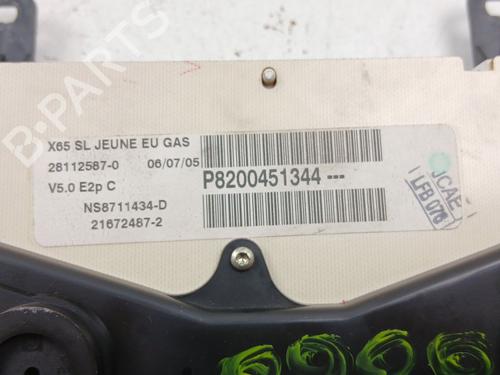 X65 SL JEUNE EU GAS
28112587-0 06/07/05
V5.0 E2p C
P8200451344 ---
NS8711434-D
21672487-2
JCAE
LFB 076
B-Parts